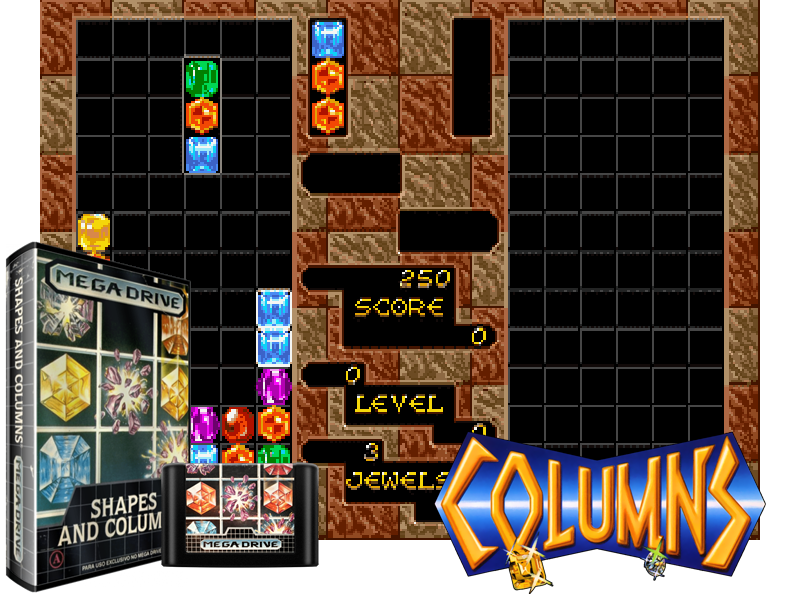 250
SCORE
0
0
LEVEL
3
JEWELS
MEGA DRIVE
SHAPES AND COLUMNS
MEGA DRIVE
SHAPES
AND COLUM
A
PARA USO EXCLUSIVO NO MEGA DRIVE
MEGA DRIVE
COLUMNS